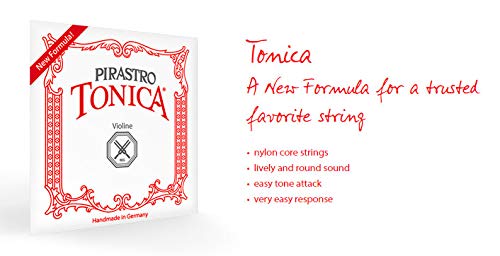 New Formula!
PIRASTRO
TONICA®
Violine
Handmade in Germany
Tonica
A New Formula for a trusted
favorite string
• nylon core strings
• lively and round sound
• easy tone attack
• very easy response